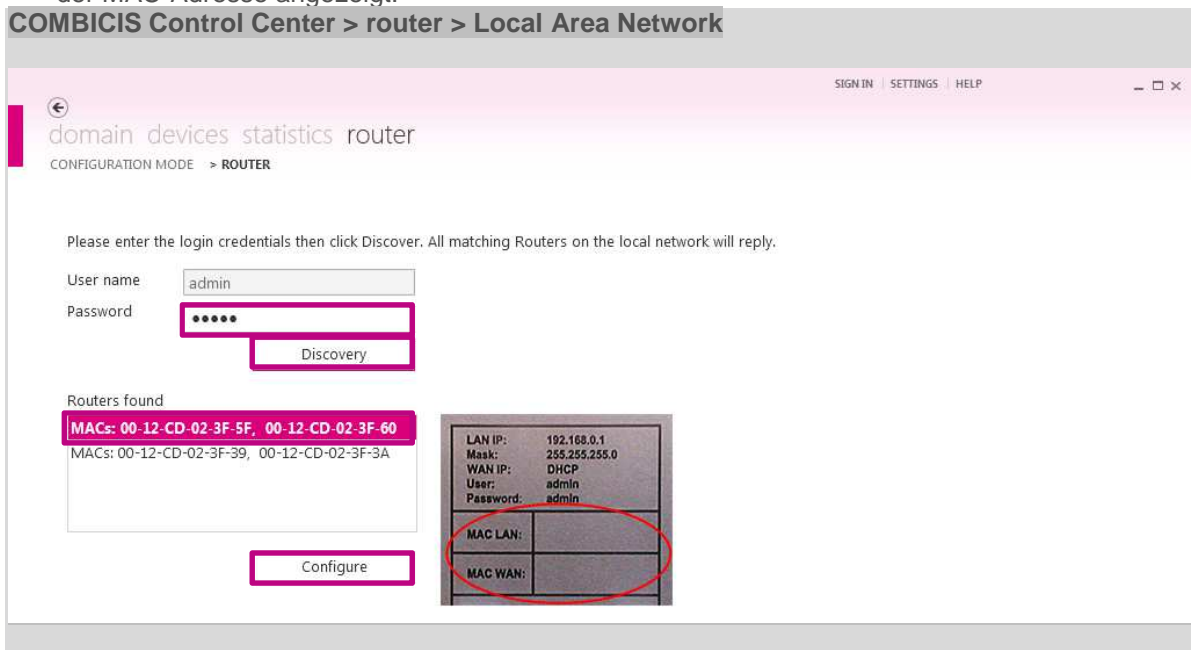 der MAC-Adresse angezeigt.
COMBICIS Control Center > router > Local Area Network
SIGN IN | SETTINGS | HELP
domain devices statistics router
CONFIGURATION MODE > ROUTER
Please enter the login credentials then click Discover. All matching Routers on the local network will reply.
User name admin
Password •••••
Discovery
Routers found
MACs: 00-12-CD-02-3F-5F, 00-12-CD-02-3F-60
MACs: 00-12-CD-02-3F-39, 00-12-CD-02-3F-3A
Configure
LAN IP: 192.168.0.1
Mask: 255.255.255.0
WAN IP: DHCP
User: admin
Password: admin
MAC LAN:
MAC WAN: